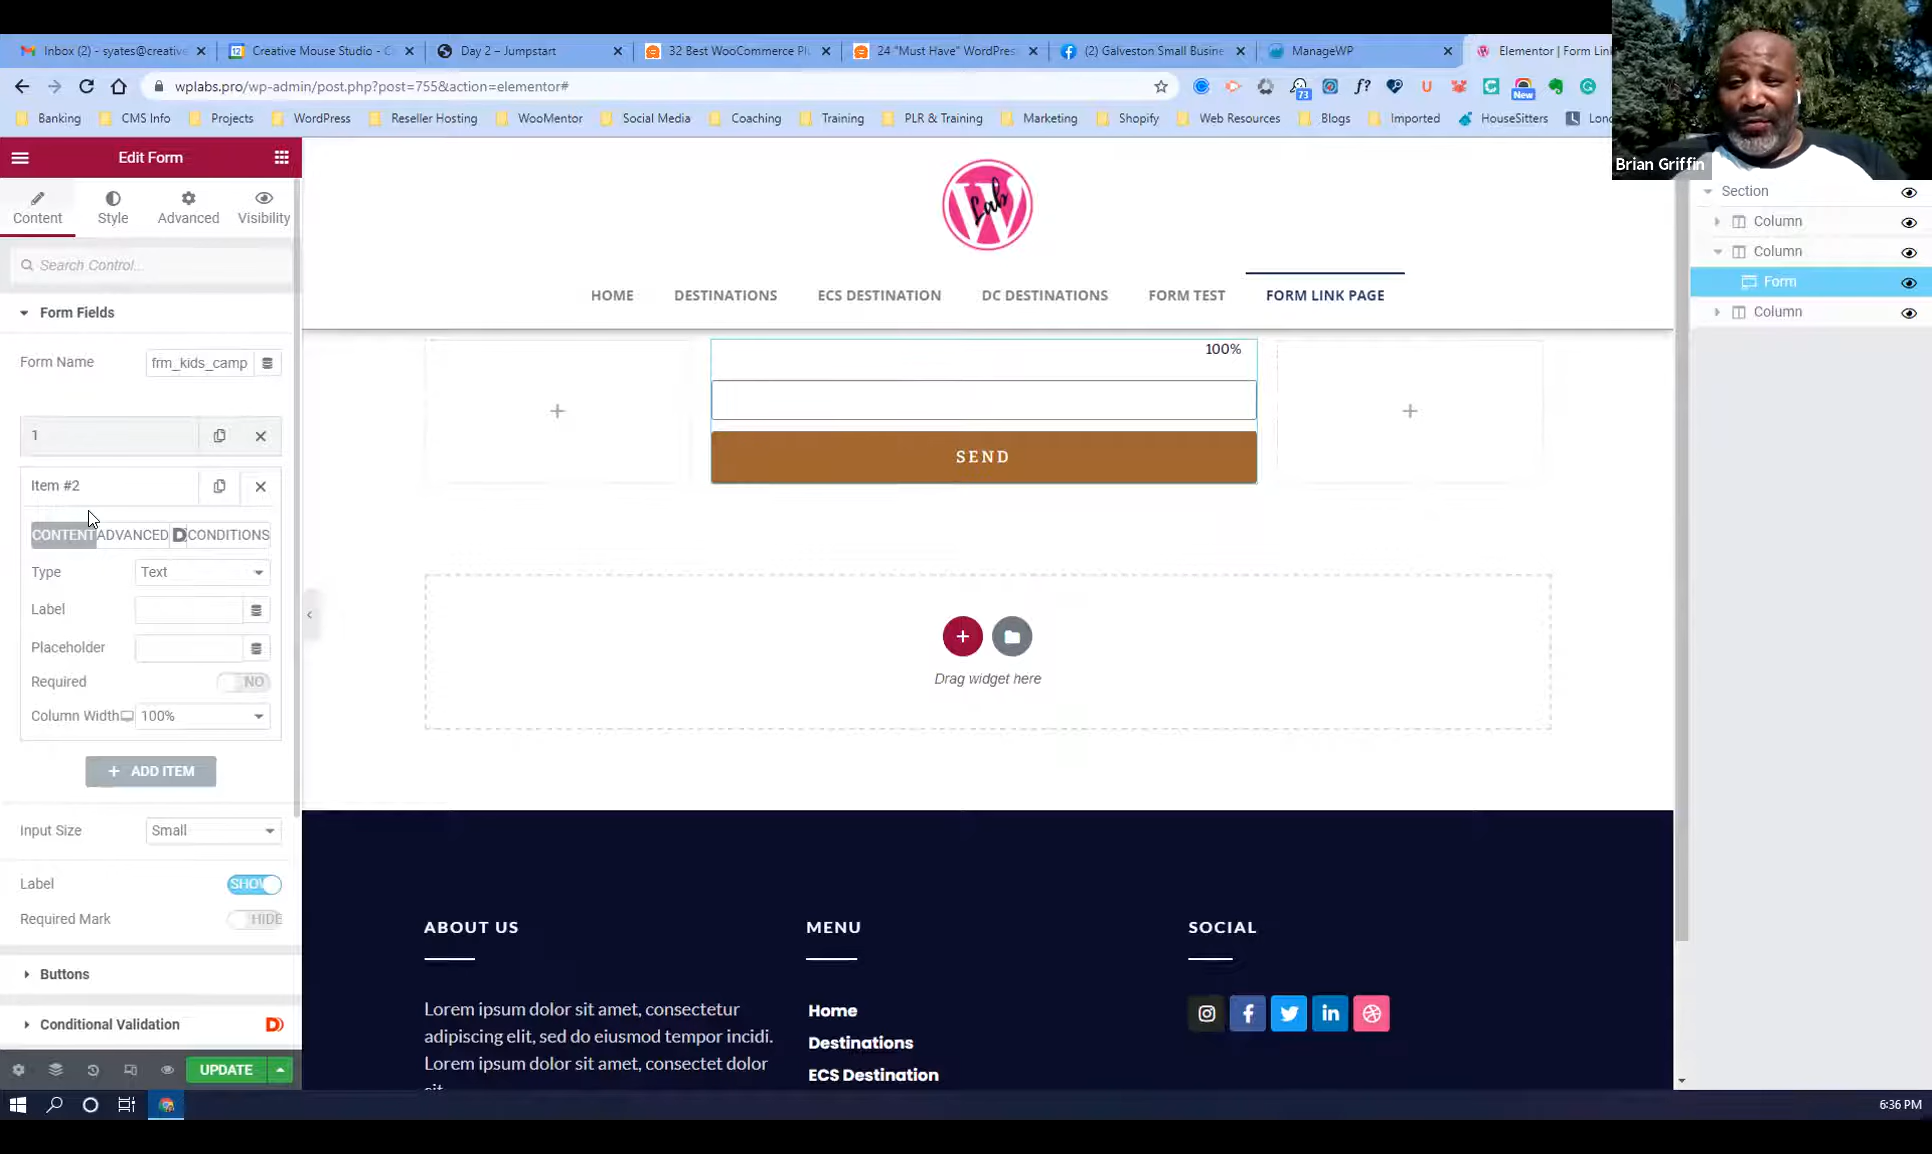 Inbox (2) - syates@creative
Creative Mouse Studio - C
Day 2 – Jumpstart
32 Best WooCommerce Pl
24 "Must Have" WordPres
(2) Galveston Small Busine
ManageWP
Elementor | Form Lin
wplabs.pro/wp-admin/post.php?post=755&action=elementor#
73
f?
New
Banking
CMS Info
Projects
WordPress
Reseller Hosting
WooMentor
Social Media
Coaching
Training
PLR & Training
Marketing
Shopify
Web Resources
Blogs
Imported
HouseSitters
Lon
Brian Griffin
Edit Form
Content
Style
Advanced
Visibility
Search Control...
Form Fields
Form Name
frm_kids_camp
1
Item #2
CONTENT
ADVANCED
CONDITIONS
Type
Text
Label
Placeholder
Required
NO
Column Width
100%
+ ADD ITEM
Input Size
Small
Label
SHOW
Required Mark
HIDE
Buttons
Conditional Validation
UPDATE
Lab
HOME
DESTINATIONS
ECS DESTINATION
DC DESTINATIONS
FORM TEST
FORM LINK PAGE
100%
SEND
Drag widget here
ABOUT US
Lorem ipsum dolor sit amet, consectetur
adipiscing elit, sed do eiusmod tempor incidi.
Lorem ipsum dolor sit amet, consectet dolor
sit.
MENU
Home
Destinations
ECS Destination
SOCIAL
Section
Column
Column
Form
Column
6:36 PM